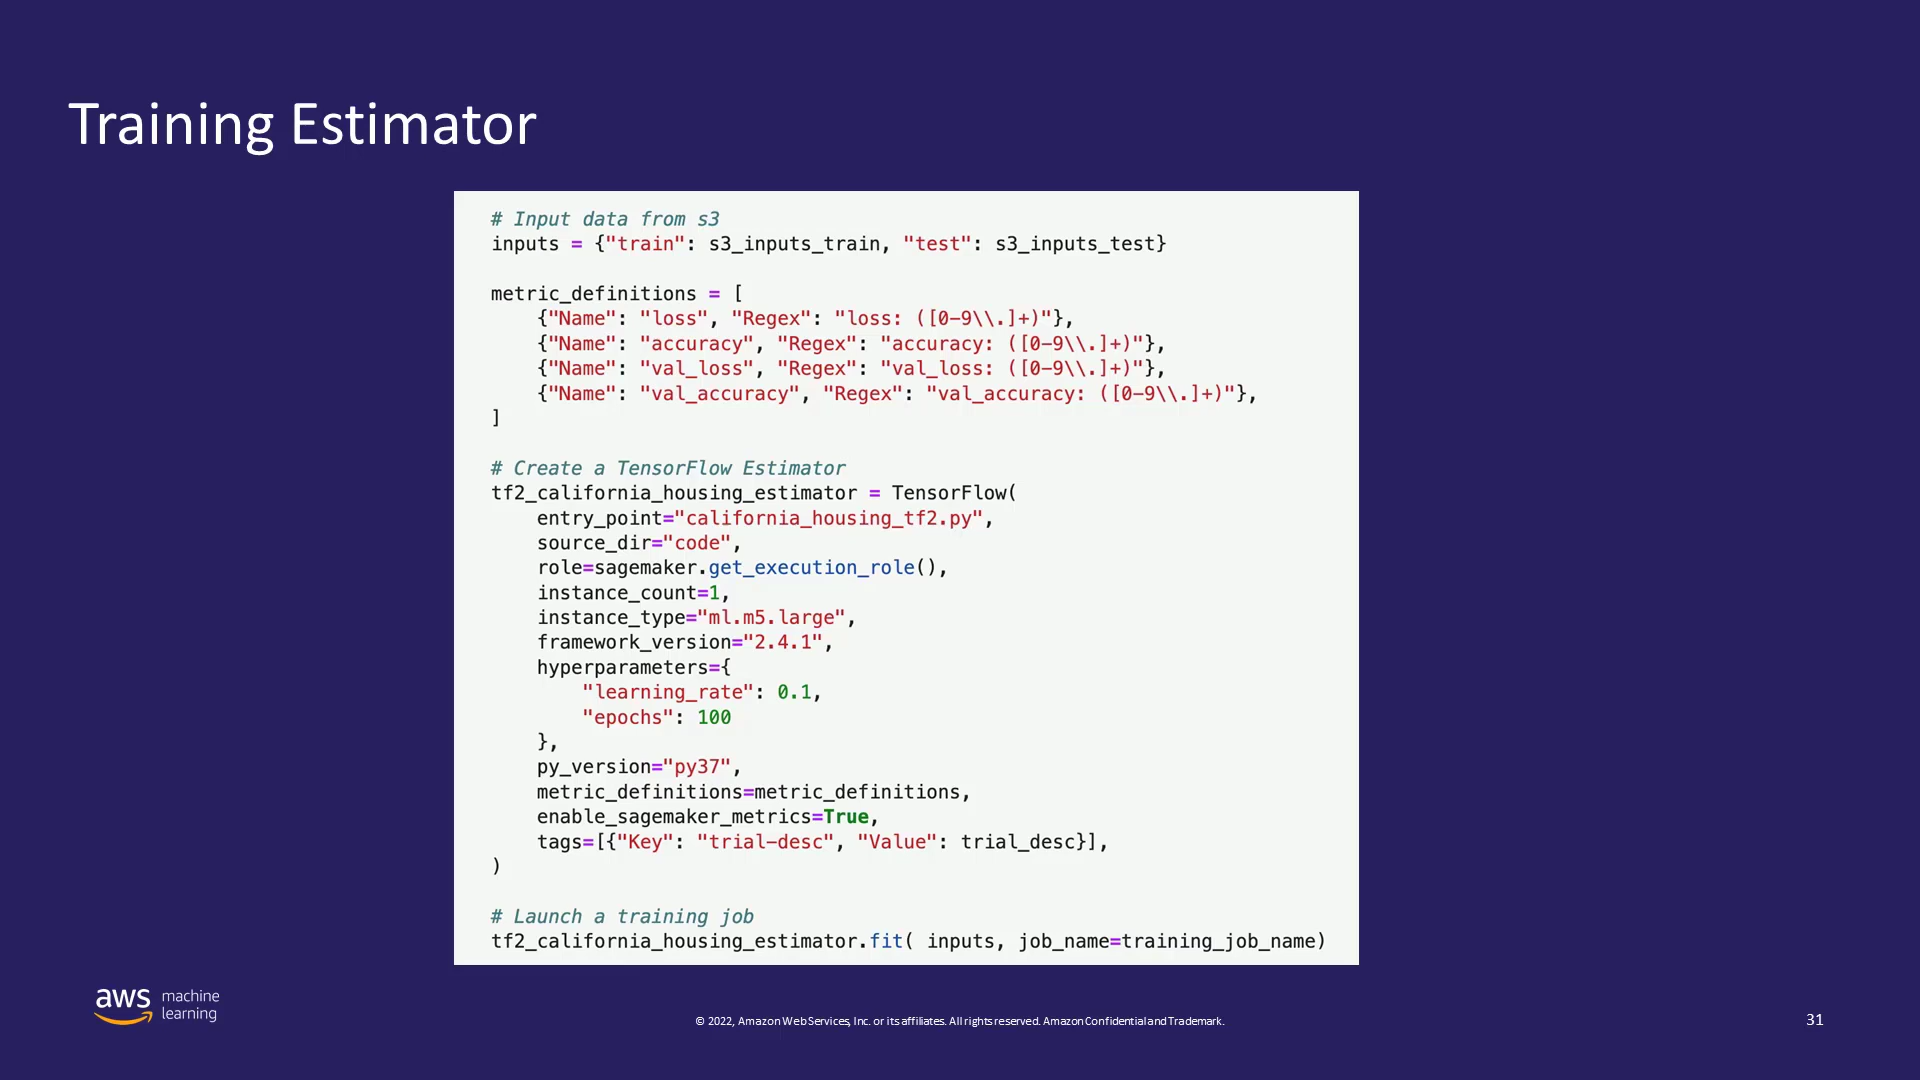 Training Estimator
# Input data from s3
inputs = {"train": s3_inputs_train, "test": s3_inputs_test}
metric_definitions = [
    {"Name": "loss", "Regex": "loss: ([0-9\\.]+)"},
    {"Name": "accuracy", "Regex": "accuracy: ([0-9\\.]+)"},
    {"Name": "val_loss", "Regex": "val_loss: ([0-9\\.]+)"},
    {"Name": "val_accuracy", "Regex": "val_accuracy: ([0-9\\.]+)"},
]
# Create a TensorFlow Estimator
tf2_california_housing_estimator = TensorFlow(
    entry_point="california_housing_tf2.py",
    source_dir="code",
    role=sagemaker.get_execution_role(),
    instance_count=1,
    instance_type="ml.m5.large",
    framework_version="2.4.1",
    hyperparameters={
        "learning_rate": 0.1,
        "epochs": 100
    },
    py_version="py37",
    metric_definitions=metric_definitions,
    enable_sagemaker_metrics=True,
    tags=[{"Key": "trial-desc", "Value": trial_desc}],
)
# Launch a training job
tf2_california_housing_estimator.fit( inputs, job_name=training_job_name)
aws machine
learning
© 2022, Amazon Web Services, Inc. or its affiliates. All rights reserved. Amazon Confidential and Trademark.
31